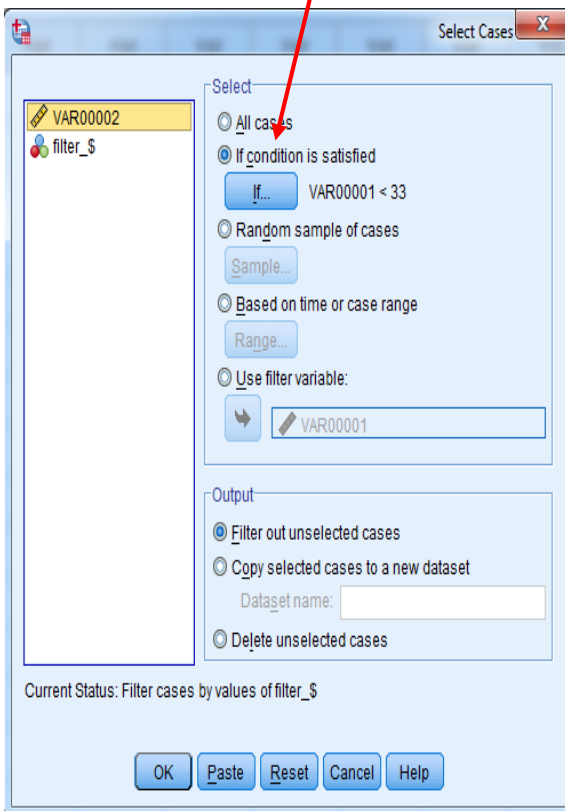 Select Cases
VAR00002
filter_$
Select
All cases
If condition is satisfied
If... VAR00001 < 33
Random sample of cases
Sample...
Based on time or case range
Range...
Use filter variable:
VAR00001
Output
Filter out unselected cases
Copy selected cases to a new dataset
Dataset name:
Delete unselected cases
Current Status: Filter cases by values of filter_$
OK Paste Reset Cancel Help